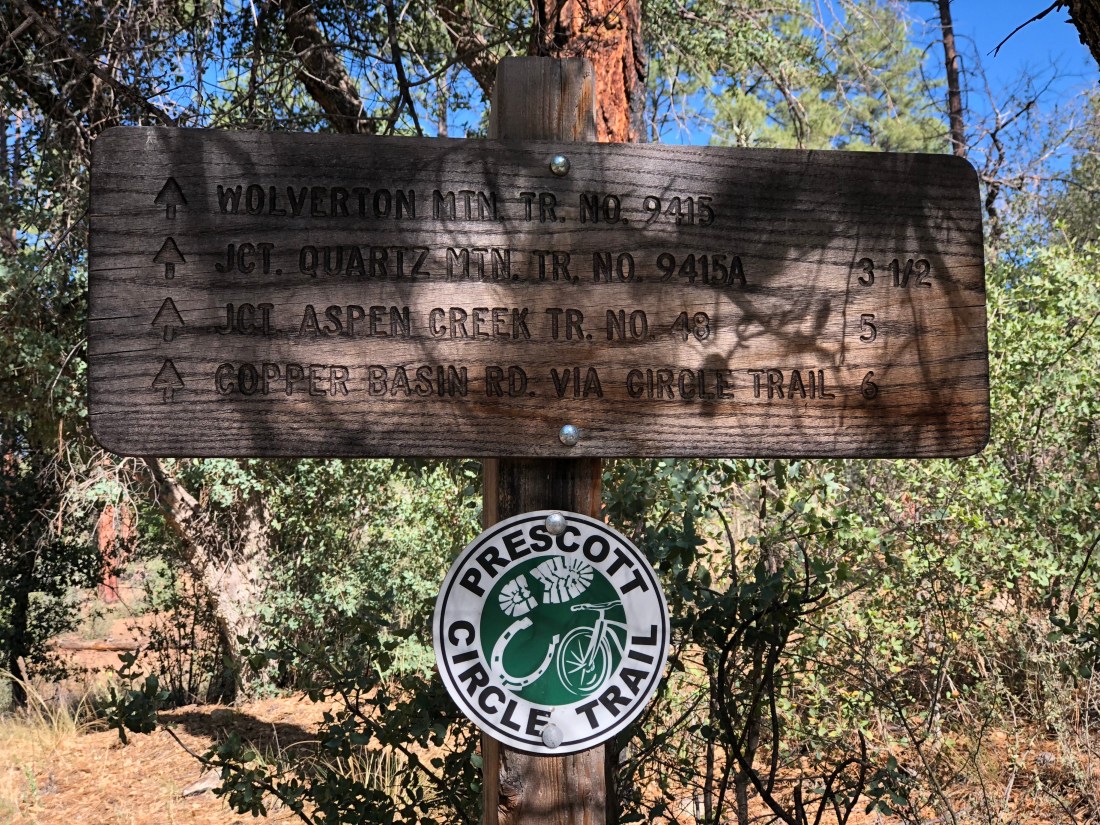 WOLVERTON MTN. TR. NO. 9415
JCT. QUARTZ MTN. TR. NO. 9415A 3 1/2
JCT. ASPEN CREEK TR. NO. 48 5
COPPER BASIN RD. VIA CIRCLE TRAIL 6
PRESCOTT
CIRCLE TRAIL